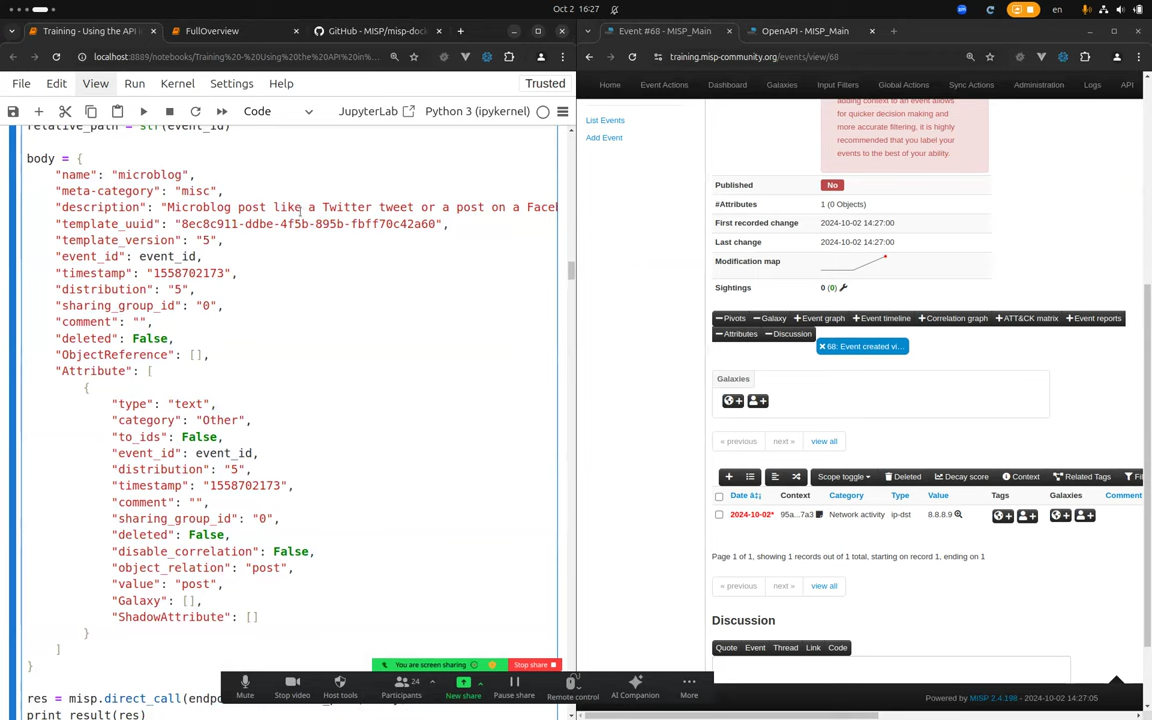 Oct 2 16:27
en
Training - Using the API i
FullOverview
GitHub - MISP/misp-doc
localhost:8889/notebooks/Training%20-%20Using%20the%20API%20in%
File Edit View Run Kernel Settings Help
Trusted
Code
JupyterLab
Python 3 (ipykernel)
relative_path = str(event_id)
body = {
"name": "microblog",
"meta-category": "misc",
"description": "Microblog post like a Twitter tweet or a post on a Faceb
"template_uuid": "8ec8c911-ddbe-4f5b-895b-fbff70c42a60",
"template_version": "5",
"event_id": event_id,
"timestamp": "1558702173",
"distribution": "5",
"sharing_group_id": "0",
"comment": "",
"deleted": False,
"ObjectReference": [],
"Attribute": [
{
"type": "text",
"category": "Other",
"to_ids": False,
"event_id": event_id,
"distribution": "5",
"timestamp": "1558702173",
"comment": "",
"sharing_group_id": "0",
"deleted": False,
"disable_correlation": False,
"object_relation": "post",
"value": "post",
"Galaxy": [],
"ShadowAttribute": []
}
]
}
res = misp.direct_call(endpo
print_result(res)
Event #68 - MISP_Main
OpenAPI - MISP_Main
training.misp-community.org/events/view/68
Home Event Actions Dashboard Galaxies Input Filters Global Actions Sync Actions Administration Logs API
List Events
Add Event
adding context to an event allows
for quicker decision making and
more accurate filtering, it is highly
recommended that you label your
events to the best of your ability.
Published No
#Attributes 1 (0 Objects)
First recorded change 2024-10-02 14:27:00
Last change 2024-10-02 14:27:00
Modification map
Sightings 0 (0)
Pivots Galaxy Event graph Event timeline Correlation graph ATT&CK matrix Event reports
Attributes Discussion
68: Event created vi...
Galaxies
« previous next » view all
Scope toggle Deleted Decay score Context Related Tags Fil
Date â‡¡ Context Category Type Value Tags Galaxies Comment
2024-10-02* 95a...7a3 Network activity ip-dst 8.8.8.9
Page 1 of 1, showing 1 records out of 1 total, starting on record 1, ending on 1
« previous next » view all
Discussion
Quote Event Thread Link Code
Powered by MISP 2.4.198 - 2024-10-02 14:27:05
You are screen sharing
Stop share
Mute
Stop video
Host tools
24
Participants
New share
Pause share
Remote control
AI Companion
More